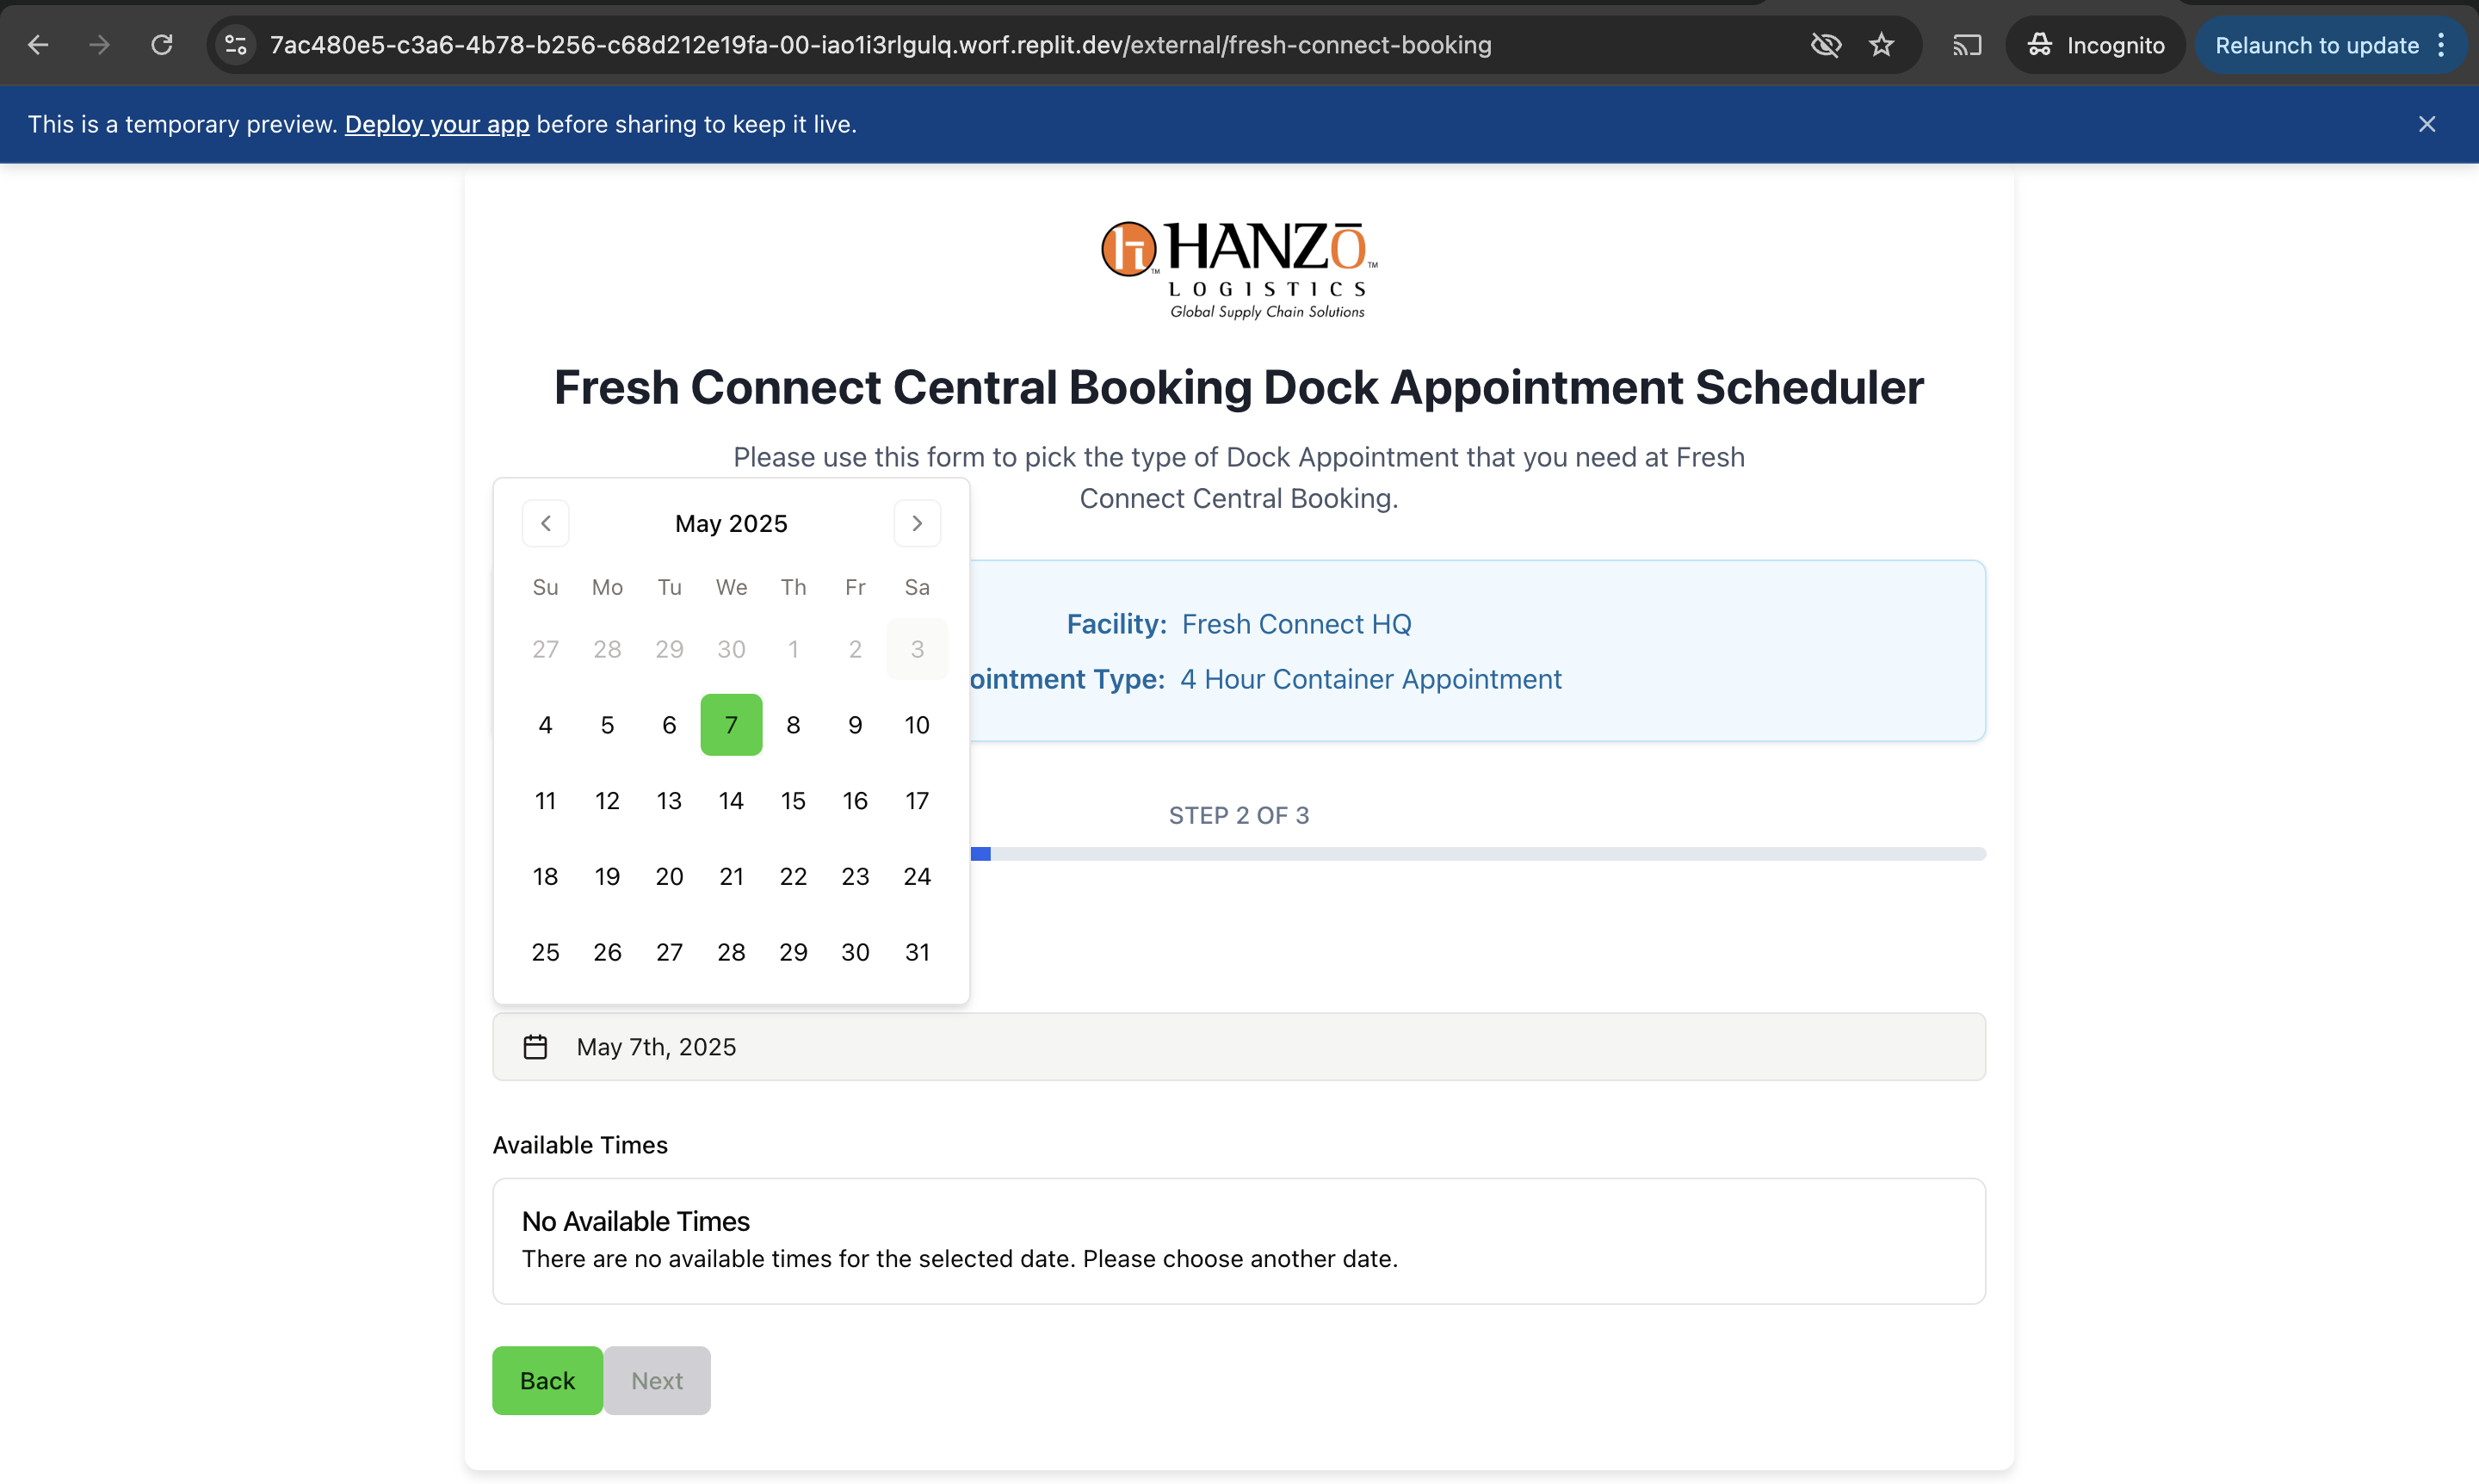 7ac480e5-c3a6-4b78-b256-c68d212e19fa-00-iao1i3rlgulq.worf.replit.dev/external/fresh-connect-booking
Incognito
Relaunch to update
This is a temporary preview. Deploy your app before sharing to keep it live.
HANZŌ™
LOGISTICS
Global Supply Chain Solutions
Fresh Connect Central Booking Dock Appointment Scheduler
Please use this form to pick the type of Dock Appointment that you need at Fresh
Connect Central Booking.
May 2025
Su Mo Tu We Th Fr Sa
27 28 29 30 1 2 3
4 5 6 7 8 9 10
11 12 13 14 15 16 17
18 19 20 21 22 23 24
25 26 27 28 29 30 31
Facility: Fresh Connect HQ
ointment Type: 4 Hour Container Appointment
STEP 2 OF 3
May 7th, 2025
Available Times
No Available Times
There are no available times for the selected date. Please choose another date.
Back Next